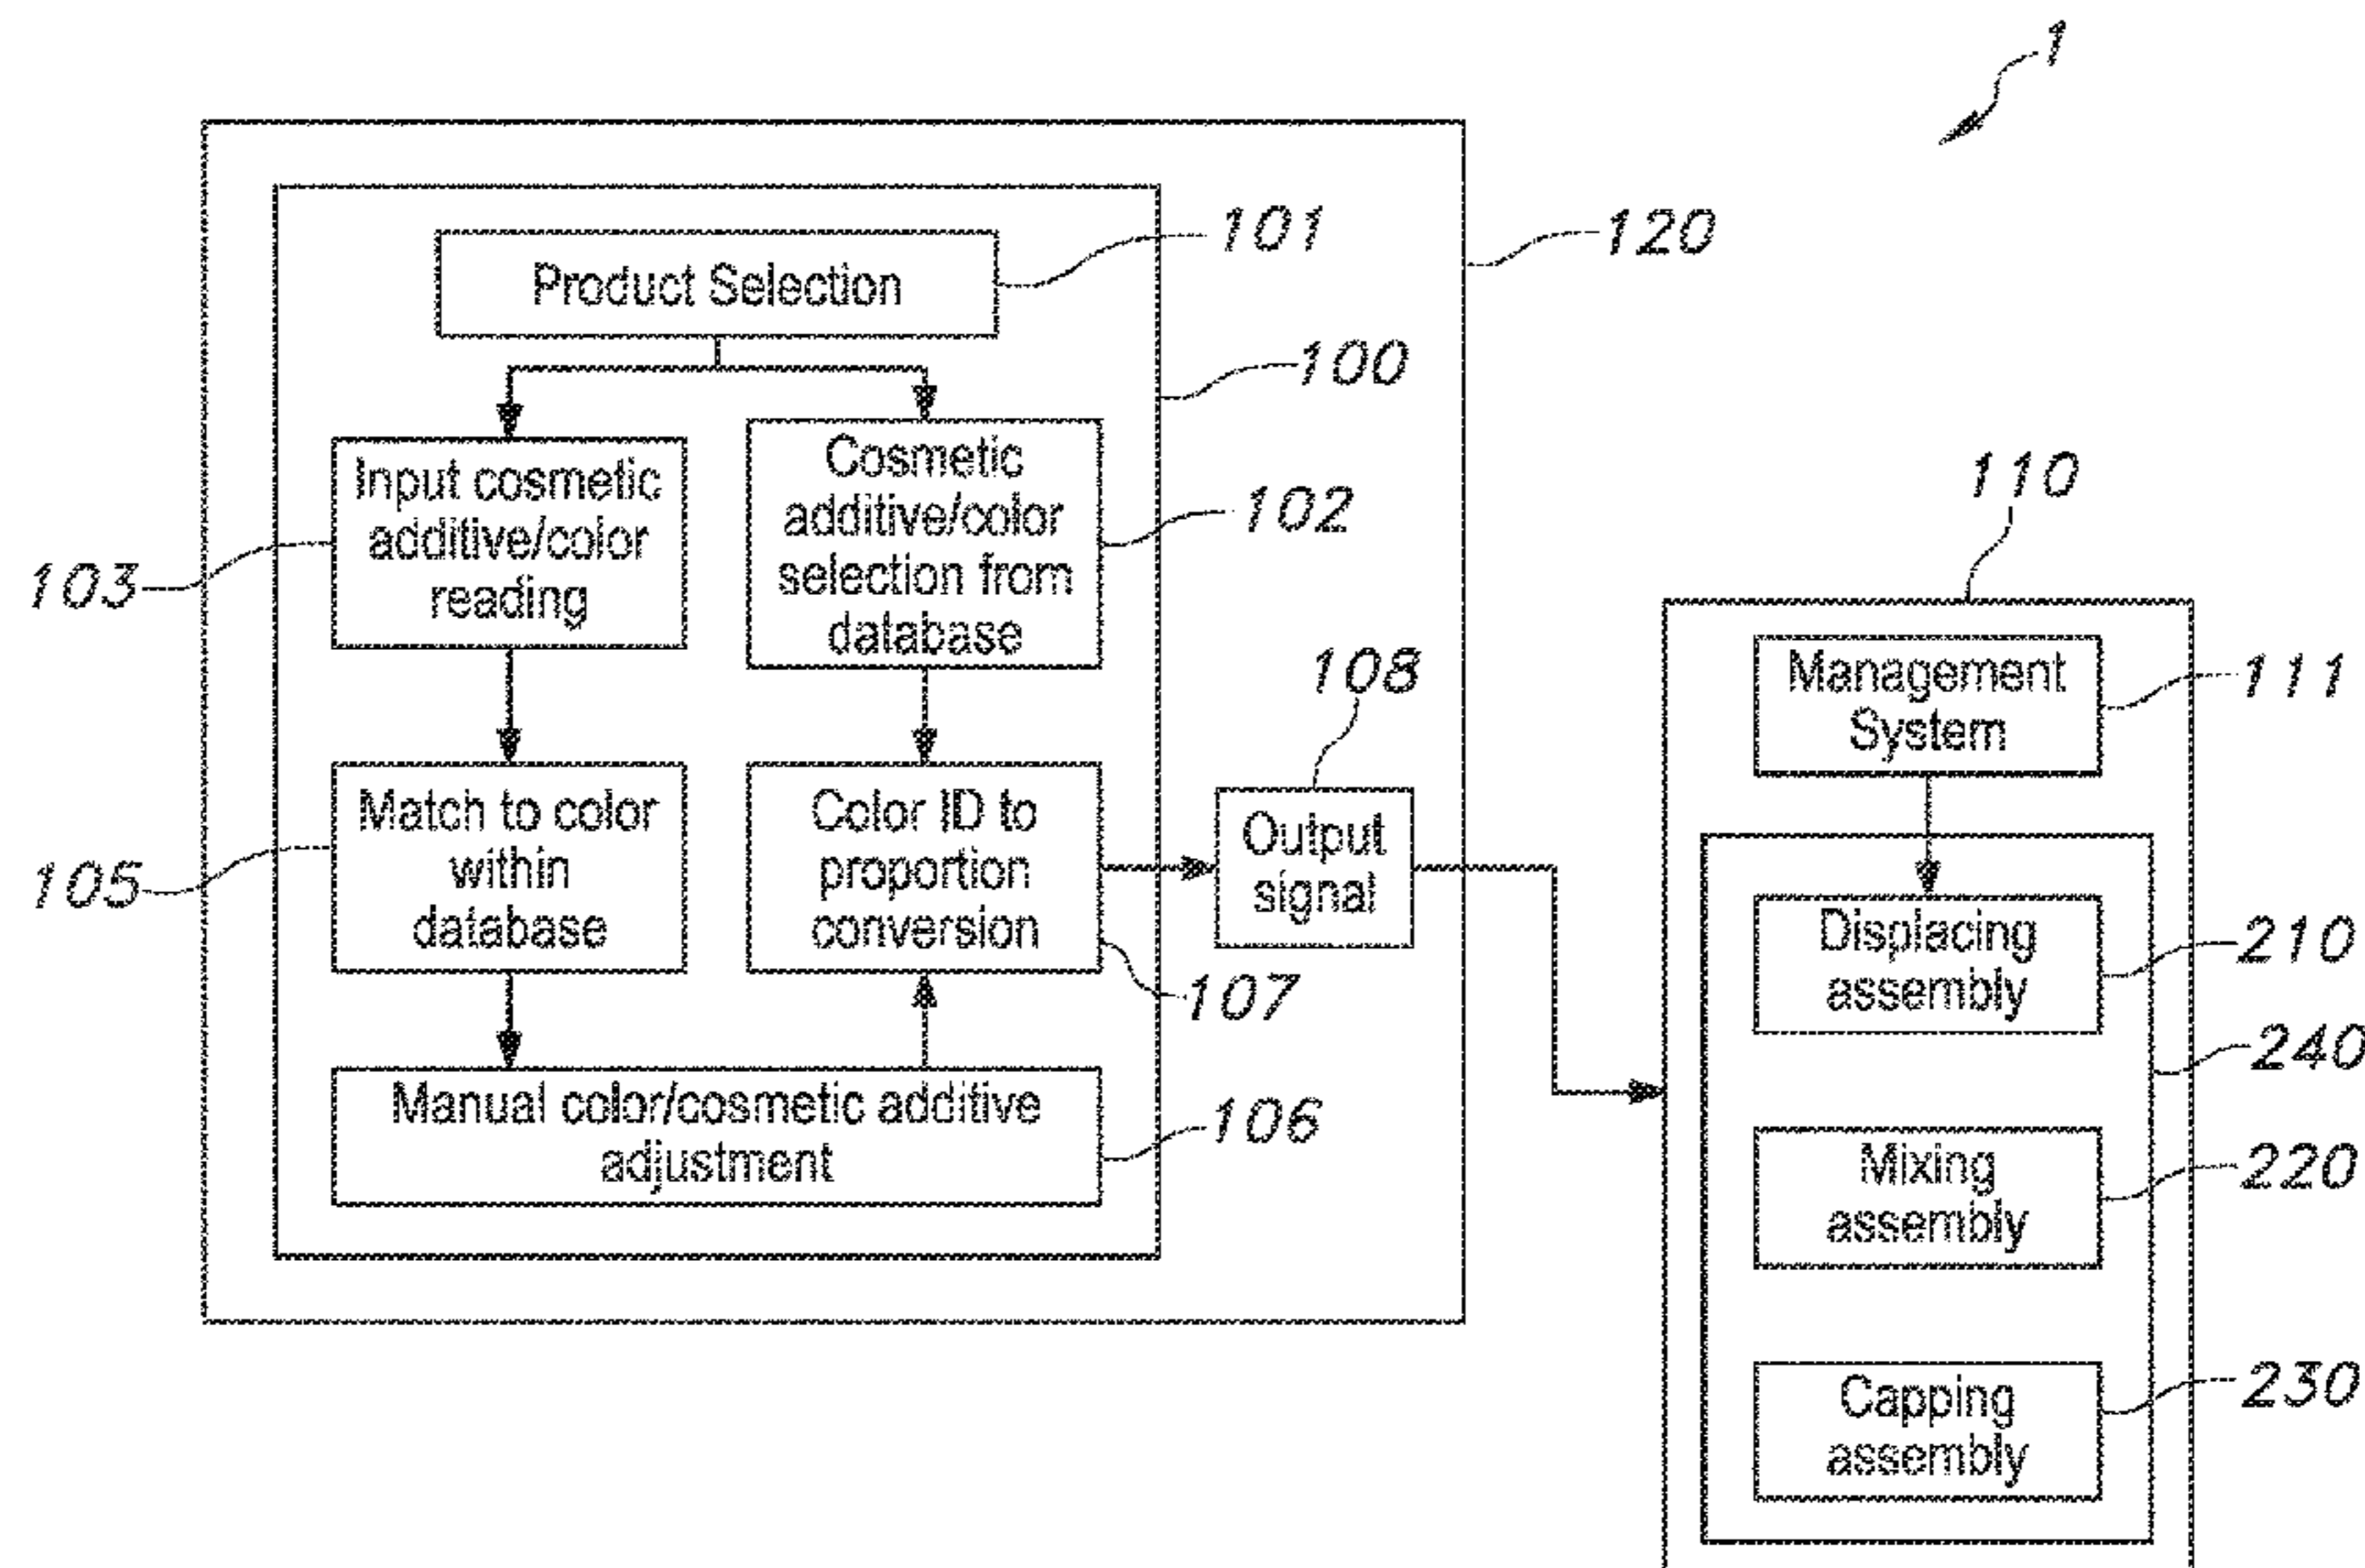 1
101
Product Selection
120
100
Input cosmetic
additive/color
reading
103
Cosmetic
additive/color
selection from
database
102
110
Management
System
111
108
Output
signal
Match to color
within
database
105
Color ID to
proportion
conversion
107
Displacing
assembly
210
240
Manual color/cosmetic additive
adjustment
106
Mixing
assembly
220
Capping
assembly
230